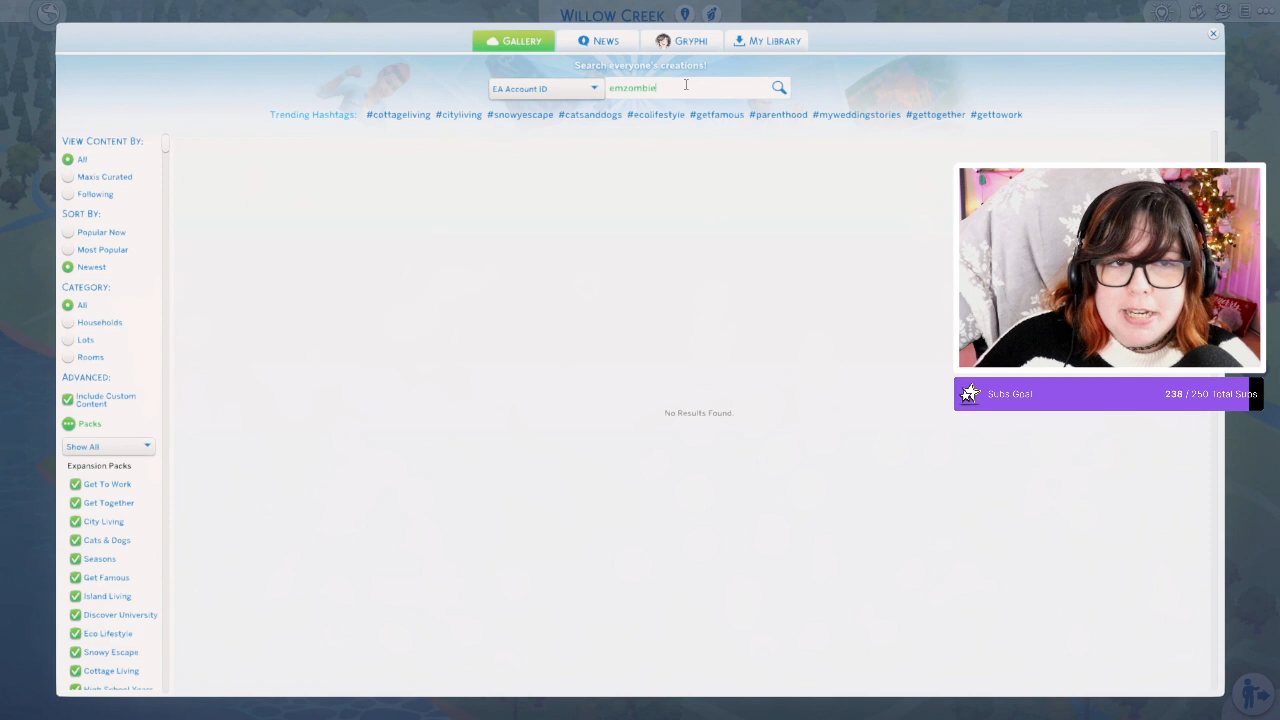 WILLOW CREEK
GALLERY
NEWS
GRYPHI
MY LIBRARY
Search everyone's creations!
EA Account ID
emzombie
Trending Hashtags: #cottageliving #cityliving #snowyescape #catsanddogs #ecolifestyle #getfamous #parenthood #myweddingstories #gettogether #gettowork
VIEW CONTENT BY:
All
Maxis Curated
Following
SORT BY:
Popular Now
Most Popular
Newest
CATEGORY:
All
Households
Lots
Rooms
ADVANCED:
Include Custom
Content
Packs
Show All
Expansion Packs
Get To Work
Get Together
City Living
Cats & Dogs
Seasons
Get Famous
Island Living
Discover University
Eco Lifestyle
Snowy Escape
Cottage Living
High School Years
No Results Found.
Subs Goal
238 / 250 Total Subs